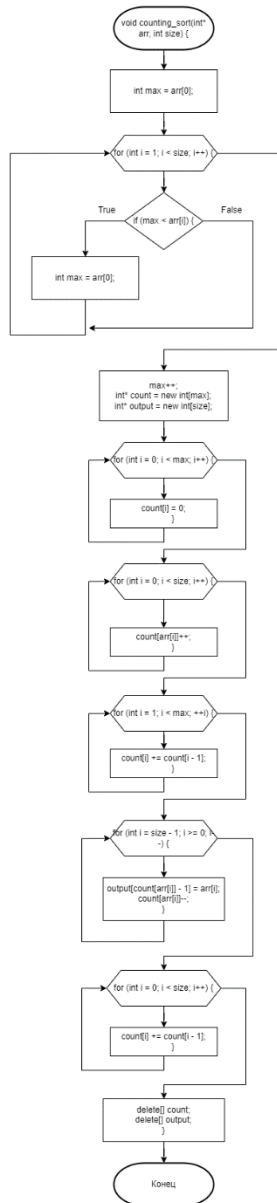 void counting_sort(int*
arr, int size) {
int max = arr[0];
for (int i = 1; i < size; i++) {
True
False
if (max < arr[i]) {
int max = arr[0];
max++;
int* count = new int[max];
int* output = new int[size];
for (int i = 0; i < max; i++) {
count[i] = 0;
}
for (int i = 0; i < size; i++) {
count[arr[i]]++;
}
for (int i = 1; i < max; ++i)
count[i] += count[i - 1];
}
for (int i = size - 1; i >= 0; i-
-) {
output[count[arr[i]] - 1] = arr[i];
count[arr[i]]--;
}
for (int i = 0; i < size; i++) {
count[i] += count[i - 1];
}
delete[] count;
delete[] output;
}
Конец